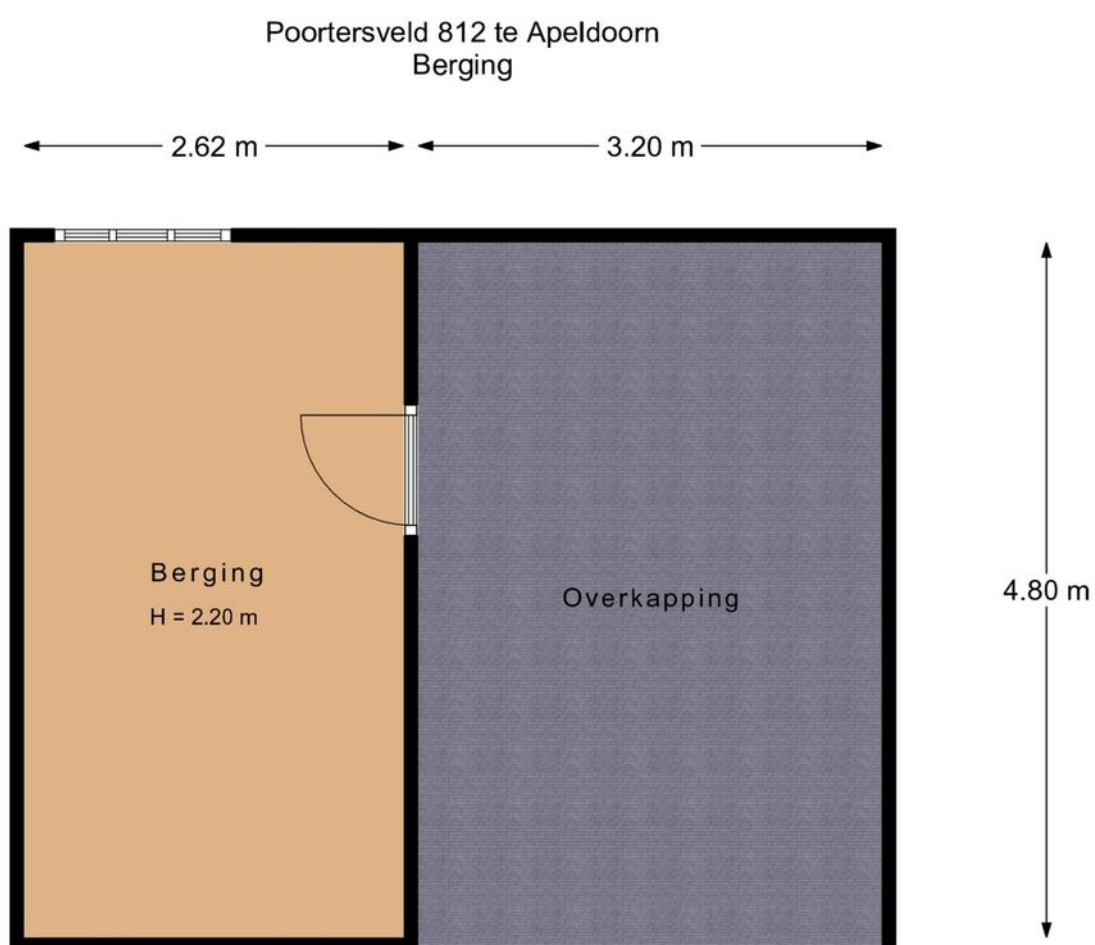 Poortersveld 812 te Apeldoorn
Berging
2.62 m
3.20 m
Berging
H = 2.20 m
Overkapping
4.80 m